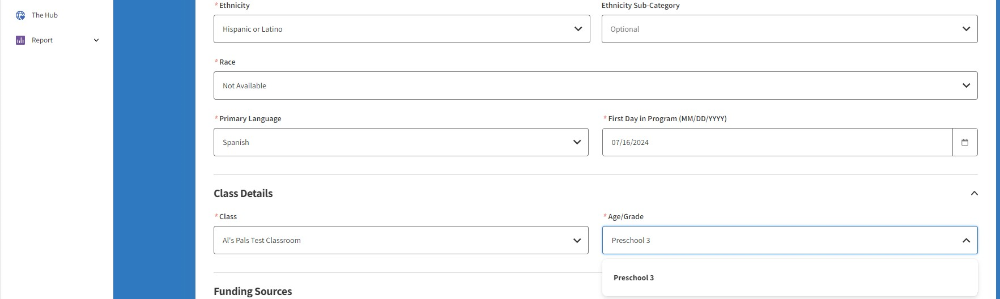 The Hub
Report
* Ethnicity
Ethnicity Sub-Category
Hispanic or Latino
Optional
* Race
Not Available
* Primary Language
* First Day in Program (MM/DD/YYYY)
Spanish
07/16/2024
Class Details
* Class
* Age/Grade
Al's Pals Test Classroom
Preschool 3
Preschool 3
Funding Sources